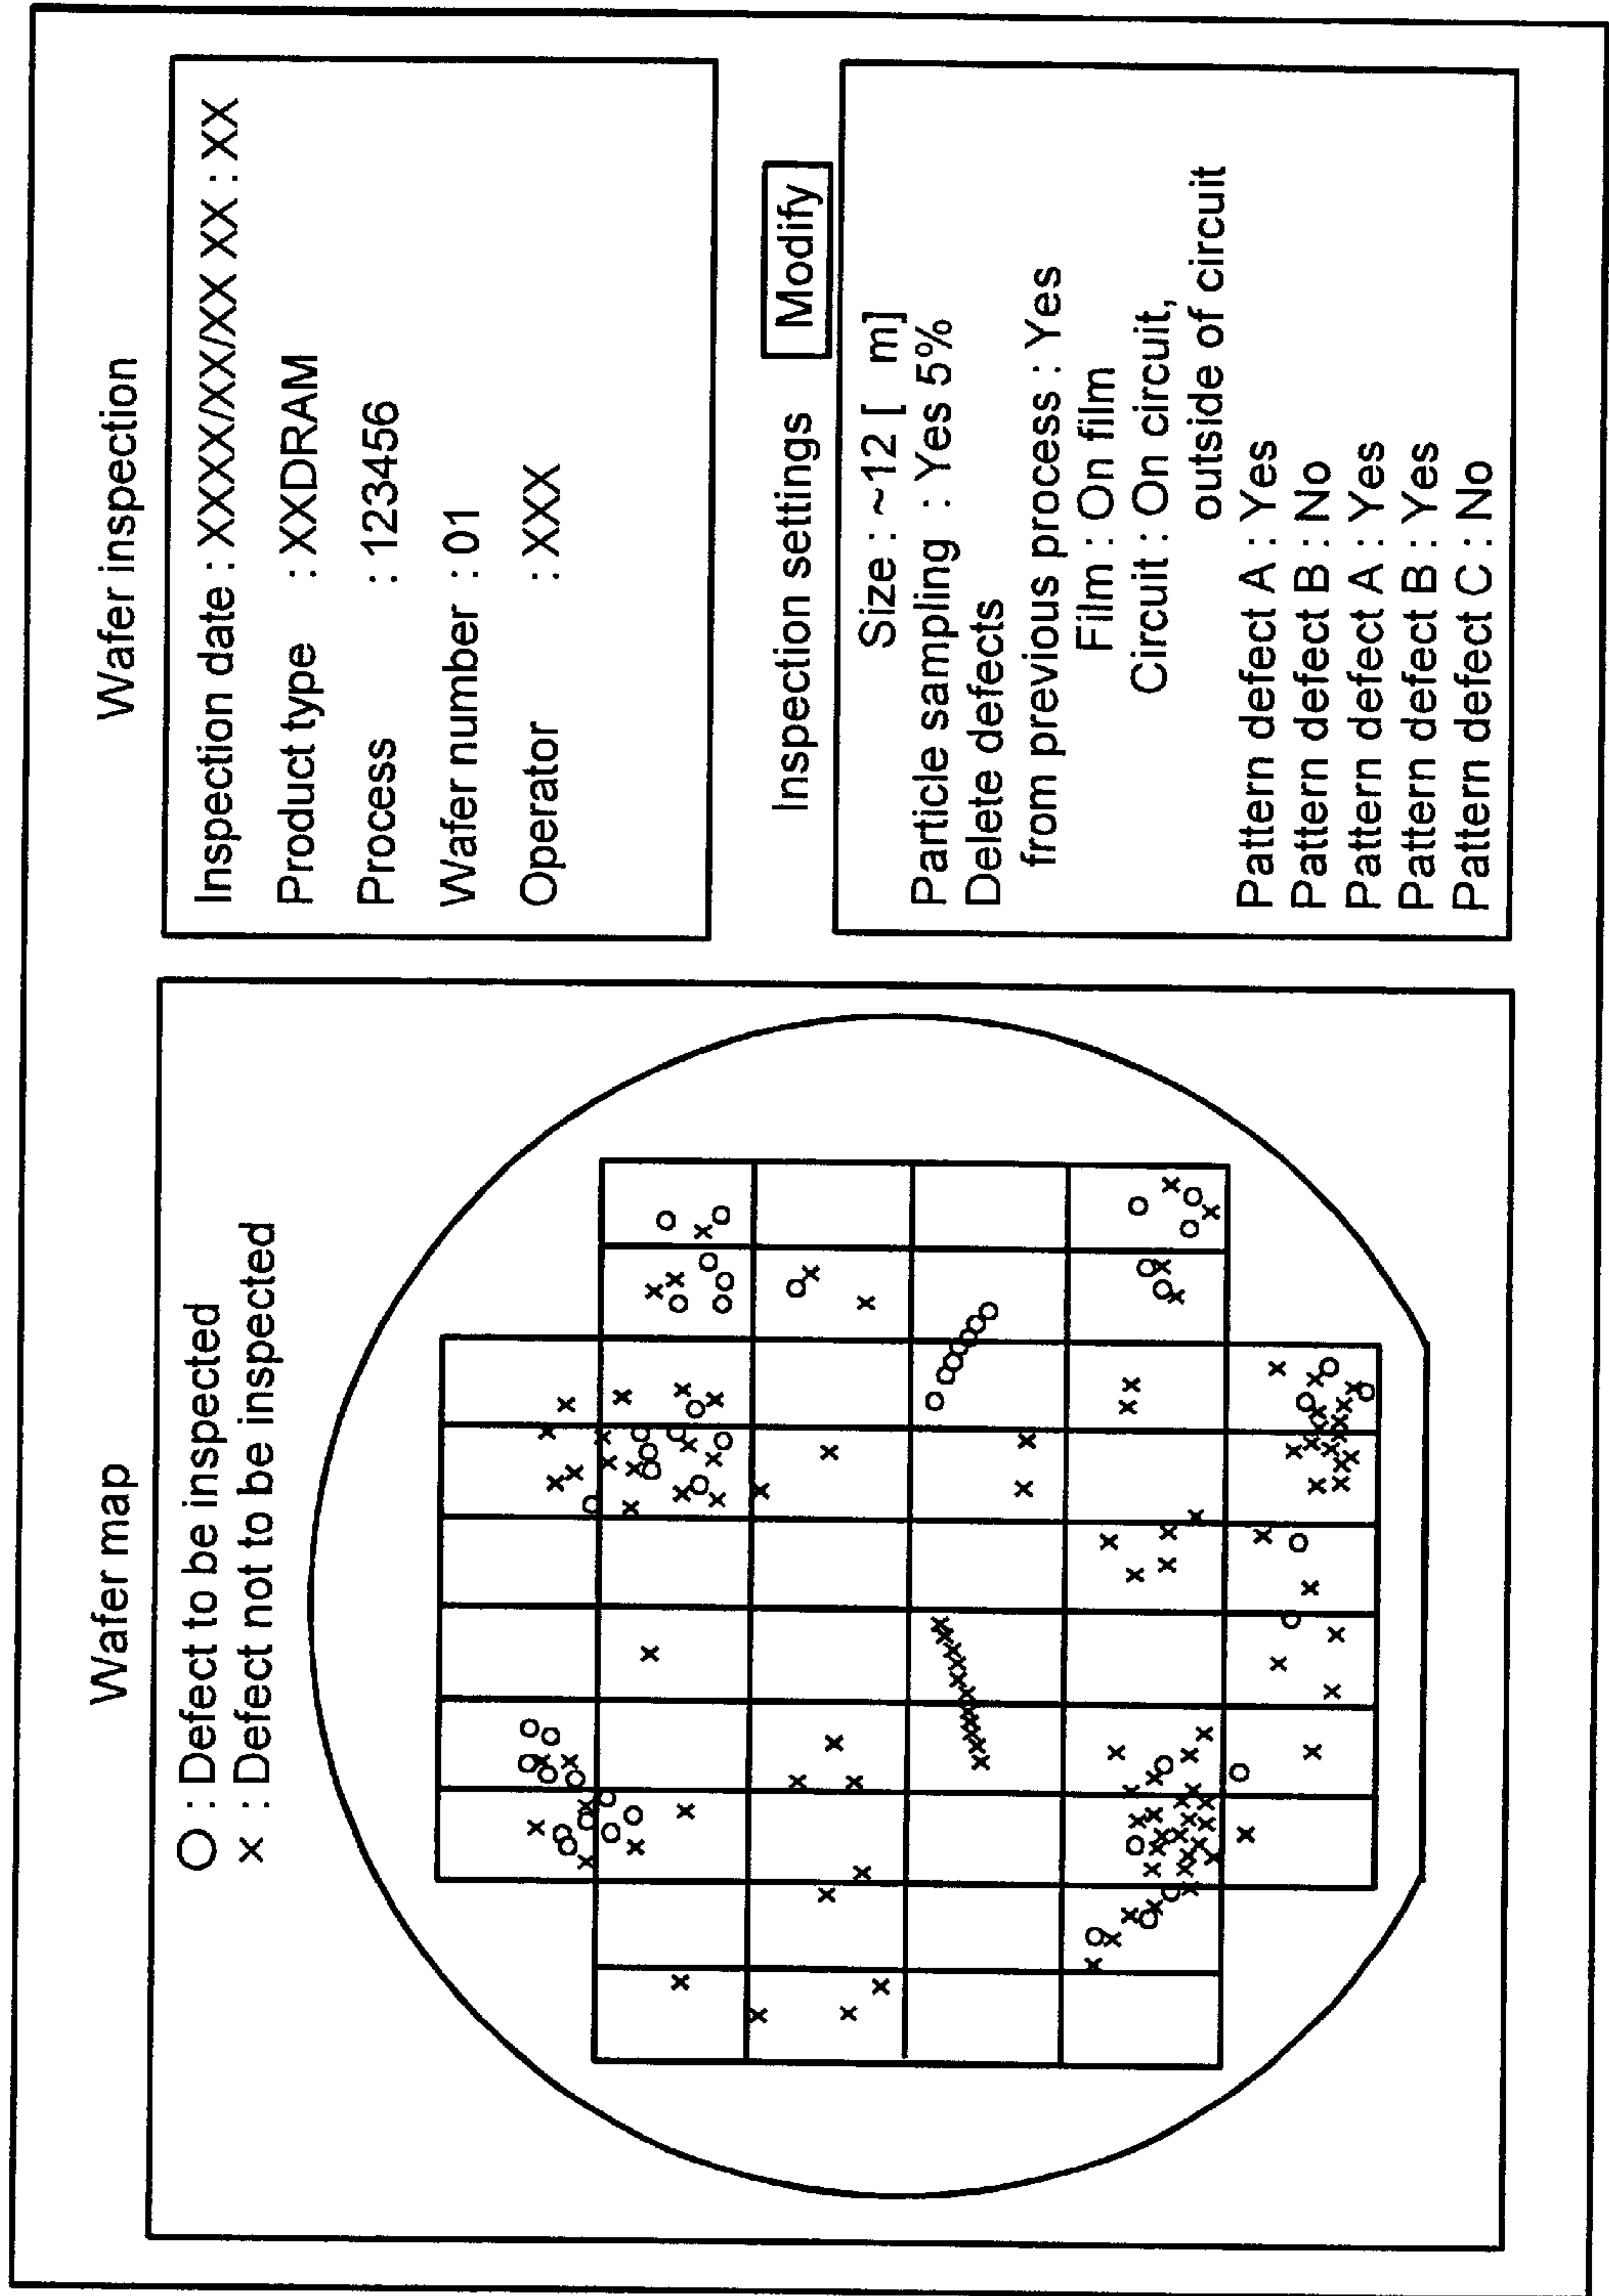 Wafer map
O : Defect to be inspected
× : Defect not to be inspected
Wafer inspection
Inspection date : XXXX/XX/XX XX : XX
Product type : XXDRAM
Process : 123456
Wafer number : 01
Operator : XXX
Inspection settings
Modify
Size : ~12 [ m]
Particle sampling : Yes 5%
Delete defects
from previous process : Yes
Film : On film
Circuit : On circuit,
outside of circuit
Pattern defect A : Yes
Pattern defect B : No
Pattern defect A : Yes
Pattern defect B : Yes
Pattern defect C : No